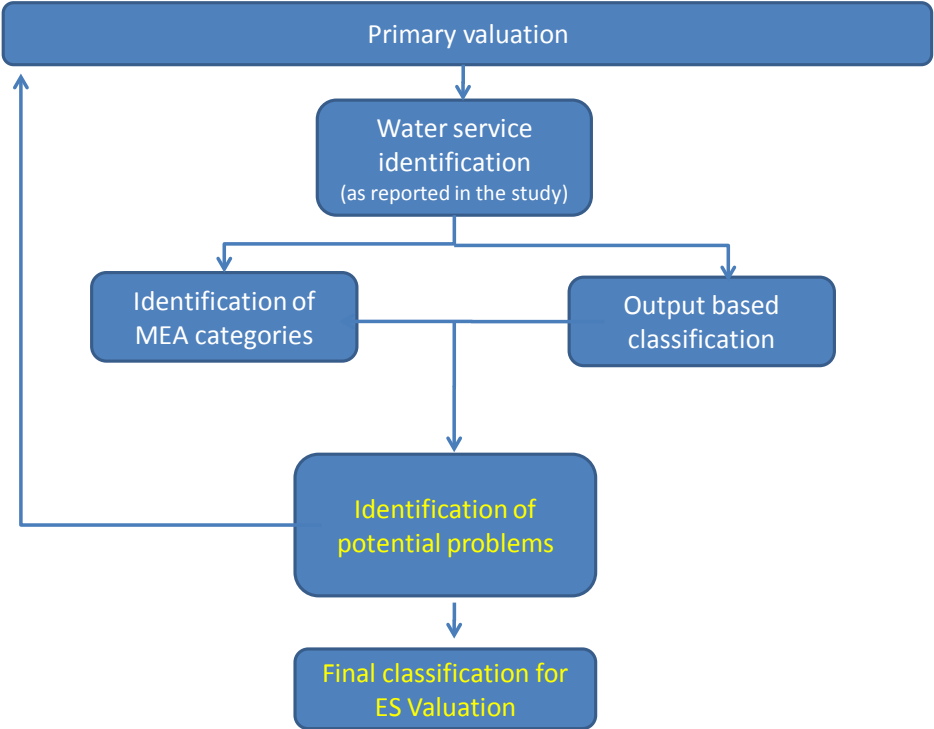 Primary valuation
Water service
identification
(as reported in the study)
Identification of
MEA categories
Output based
classification
Identification of
potential problems
Final classification for
ES Valuation